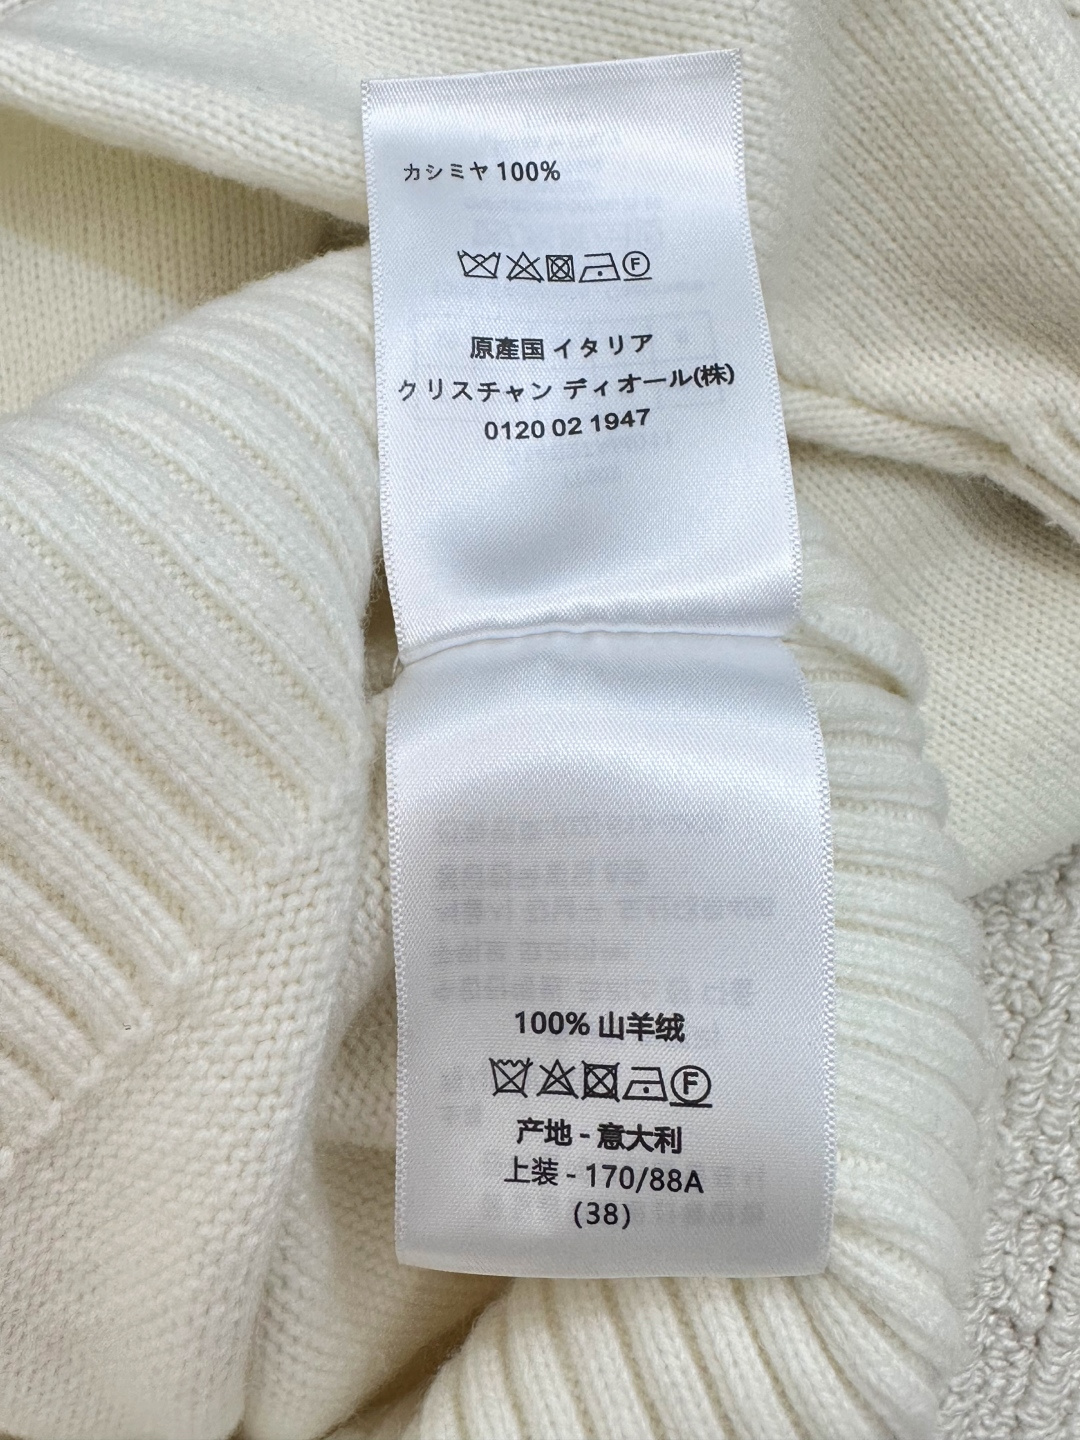 カシミヤ 100%
F
原産国 イタリア
クリスチャン ディオール(株)
0120 02 1947
100% 山羊绒
F
产地 - 意大利
上装 - 170/88A
(38)